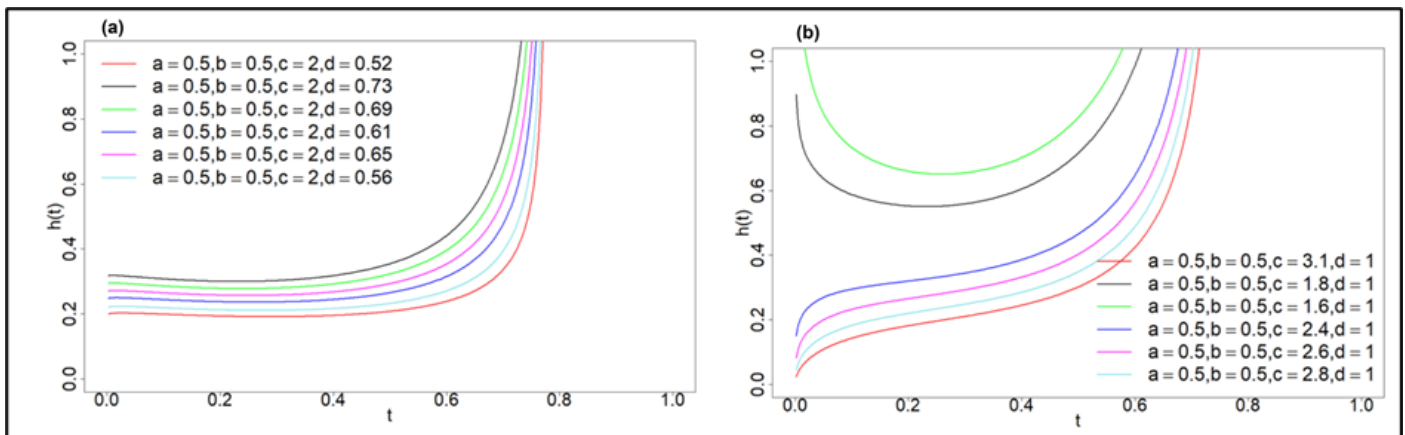 (a)
a = 0.5,b = 0.5,c = 2,d = 0.52
a = 0.5,b = 0.5,c = 2,d = 0.73
a = 0.5,b = 0.5,c = 2,d = 0.69
a = 0.5,b = 0.5,c = 2,d = 0.61
a = 0.5,b = 0.5,c = 2,d = 0.65
a = 0.5,b = 0.5,c = 2,d = 0.56
h(t)
1.0
0.8
0.6
0.4
0.2
0.0
0.0 0.2 0.4 0.6 0.8 1.0
t
(b)
h(t)
1.0
0.8
0.6
0.4
0.2
0.0
a = 0.5,b = 0.5,c = 3.1,d = 1
a = 0.5,b = 0.5,c = 1.8,d = 1
a = 0.5,b = 0.5,c = 1.6,d = 1
a = 0.5,b = 0.5,c = 2.4,d = 1
a = 0.5,b = 0.5,c = 2.6,d = 1
a = 0.5,b = 0.5,c = 2.8,d = 1
0.0 0.2 0.4 0.6 0.8 1.0
t